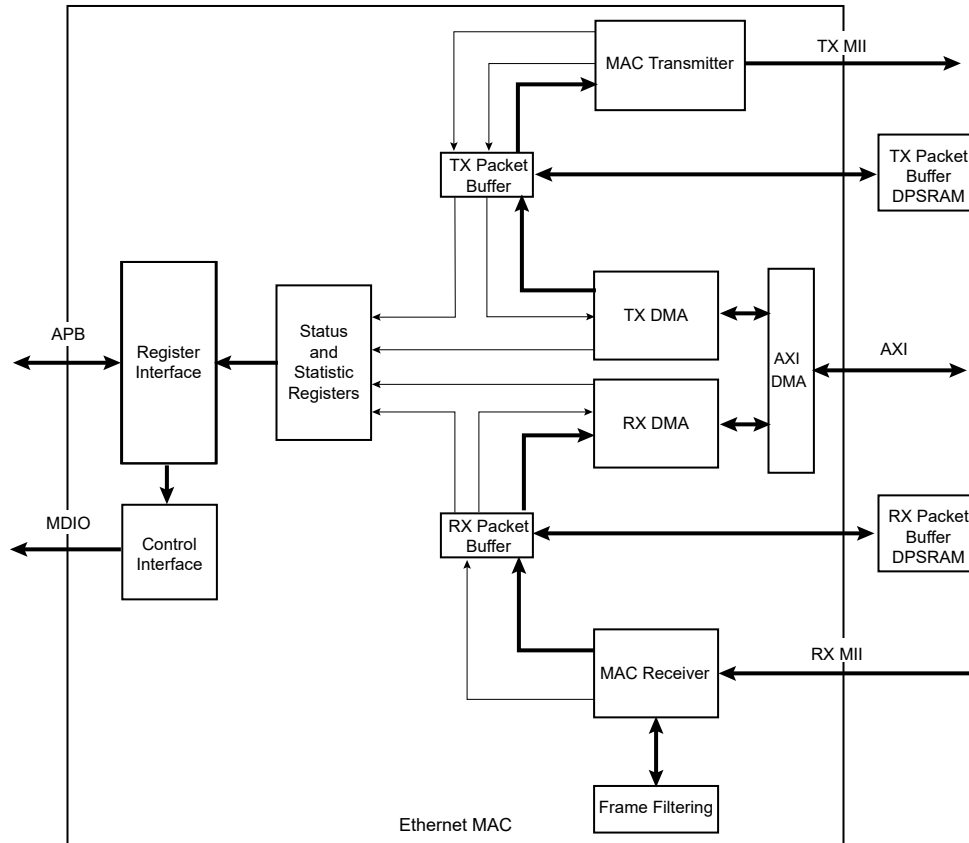 TX MII
MAC Transmitter
TX Packet
Buffer
TX Packet
Buffer
DPSRAM
APB
Register
Interface
Status
and
Statistic
Registers
TX DMA
AXI
DMA
AXI
RX DMA
MDIO
Control
Interface
RX Packet
Buffer
RX Packet
Buffer
DPSRAM
MAC Receiver
RX MII
Frame Filtering
Ethernet MAC